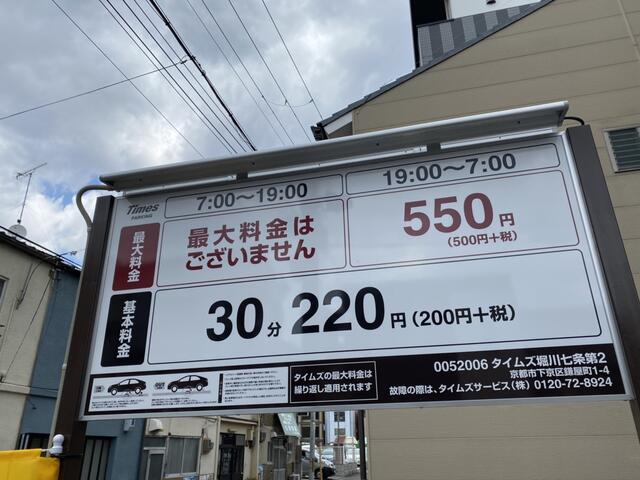 Times
PARKING
7:00～19:00
19:00～7:00
最大料金
最大料金は
ございません
550円
(500円+税)
基本料金
30分 220円 (200円+税)
タイムズの最大料金は
繰り返し適用されます
0052006 タイムズ堀川七条第2
京都市下京区鎌屋町1-4
故障の際は、タイムズサービス(株) 0120-72-8924